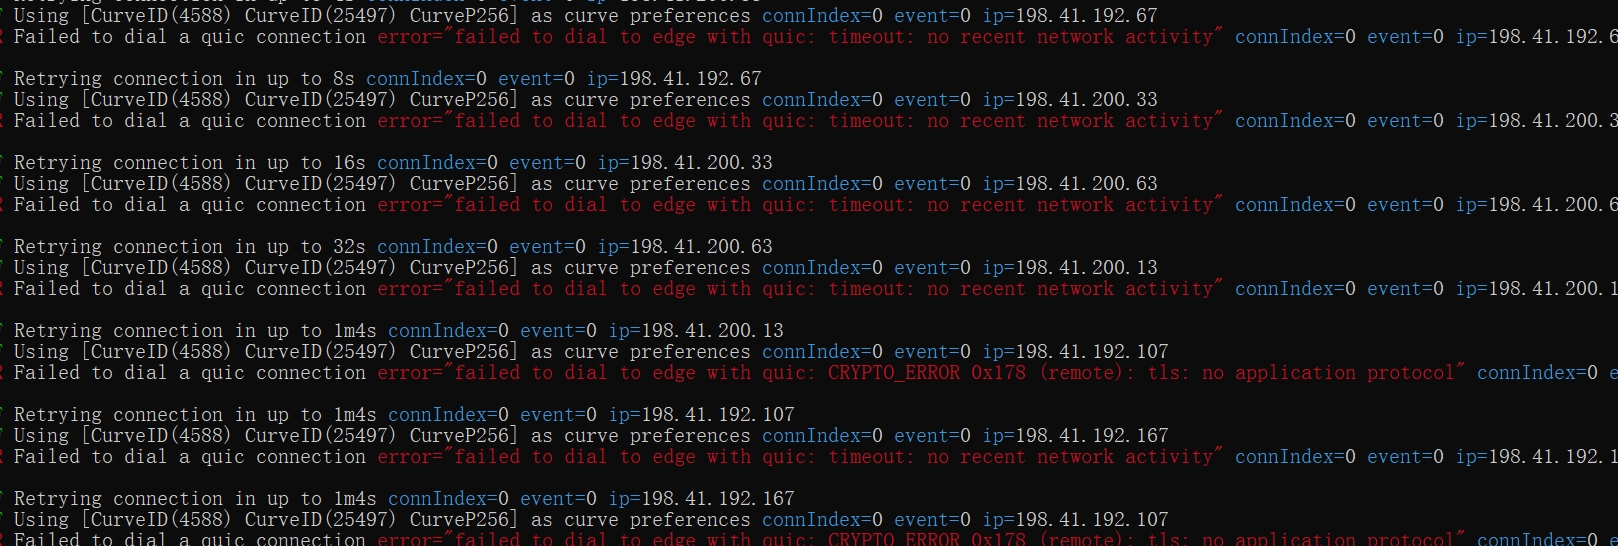 Using [CurveID(4588) CurveID(25497) CurveP256] as curve preferences connIndex=0 event=0 ip=198.41.192.67
Failed to dial a quic connection error="failed to dial to edge with quic: timeout: no recent network activity" connIndex=0 event=0 ip=198.41.192.6
Retrying connection in up to 8s connIndex=0 event=0 ip=198.41.192.67
Using [CurveID(4588) CurveID(25497) CurveP256] as curve preferences connIndex=0 event=0 ip=198.41.200.33
Failed to dial a quic connection error="failed to dial to edge with quic: timeout: no recent network activity" connIndex=0 event=0 ip=198.41.200.3
Retrying connection in up to 16s connIndex=0 event=0 ip=198.41.200.33
Using [CurveID(4588) CurveID(25497) CurveP256] as curve preferences connIndex=0 event=0 ip=198.41.200.63
Failed to dial a quic connection error="failed to dial to edge with quic: timeout: no recent network activity" connIndex=0 event=0 ip=198.41.200.6
Retrying connection in up to 32s connIndex=0 event=0 ip=198.41.200.63
Using [CurveID(4588) CurveID(25497) CurveP256] as curve preferences connIndex=0 event=0 ip=198.41.200.13
Failed to dial a quic connection error="failed to dial to edge with quic: timeout: no recent network activity" connIndex=0 event=0 ip=198.41.200.1
Retrying connection in up to 1m4s connIndex=0 event=0 ip=198.41.200.13
Using [CurveID(4588) CurveID(25497) CurveP256] as curve preferences connIndex=0 event=0 ip=198.41.192.107
Failed to dial a quic connection error="failed to dial to edge with quic: CRYPTO_ERROR 0x178 (remote): tls: no application protocol" connIndex=0 e
Retrying connection in up to 1m4s connIndex=0 event=0 ip=198.41.192.107
Using [CurveID(4588) CurveID(25497) CurveP256] as curve preferences connIndex=0 event=0 ip=198.41.192.167
Failed to dial a quic connection error="failed to dial to edge with quic: timeout: no recent network activity" connIndex=0 event=0 ip=198.41.192.1
Retrying connection in up to 1m4s connIndex=0 event=0 ip=198.41.192.167
Using [CurveID(4588) CurveID(25497) CurveP256] as curve preferences connIndex=0 event=0 ip=198.41.192.107
Failed to dial a quic connection error="failed to dial to edge with quic: CRYPTO_ERROR 0x178 (remote): tls: no application protocol" connIndex=0 e